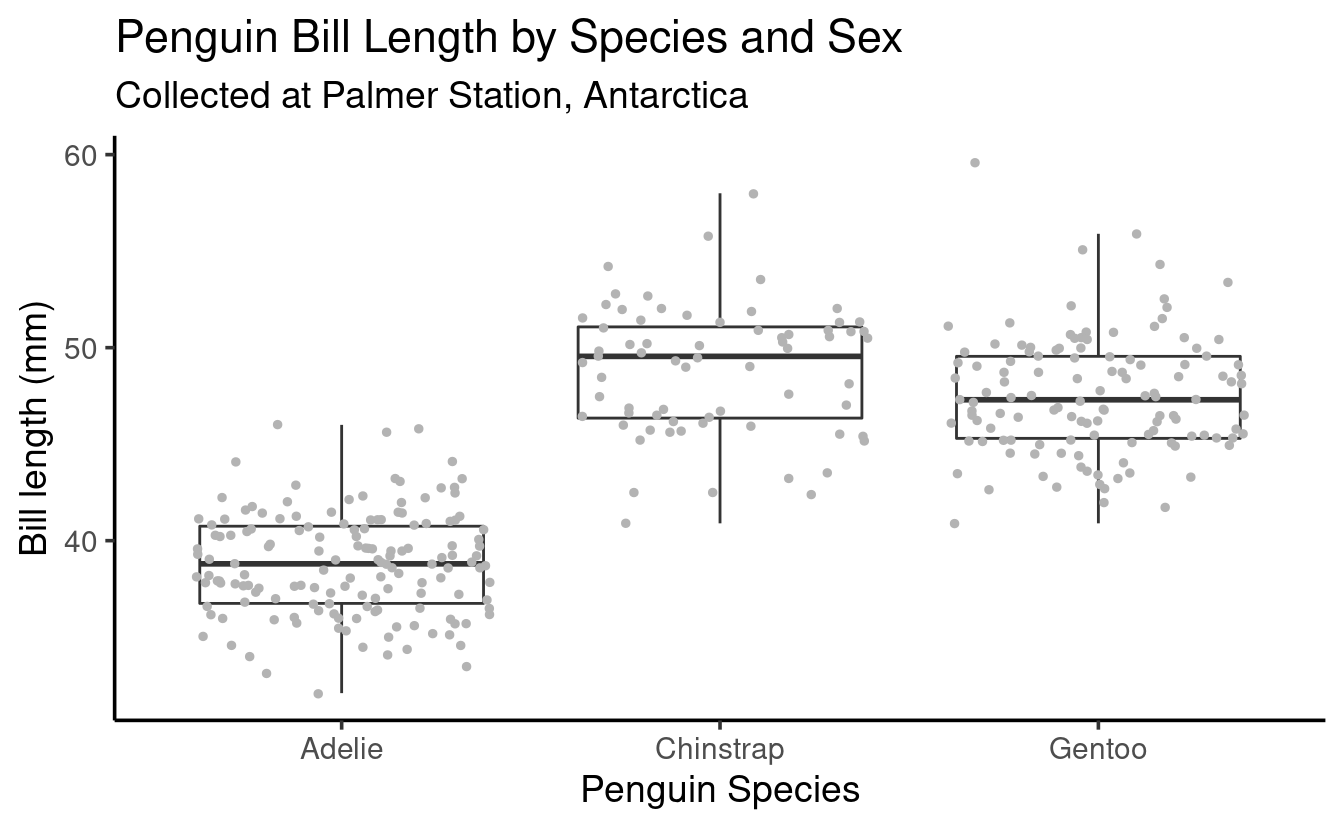 Penguin Bill Length by Species and Sex
Collected at Palmer Station, Antarctica
Bill length (mm)
60
50
40
Adelie Chinstrap Gentoo
Penguin Species